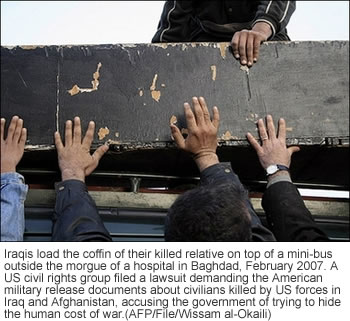 Iraqis load the coffin of their killed relative on top of a mini-bus
outside the morgue of a hospital in Baghdad, February 2007. A
US civil rights group filed a lawsuit demanding the American
military release documents about civilians killed by US forces in
Iraq and Afghanistan, accusing the government of trying to hide
the human cost of war.(AFP/File/Wissam al-Okaili)